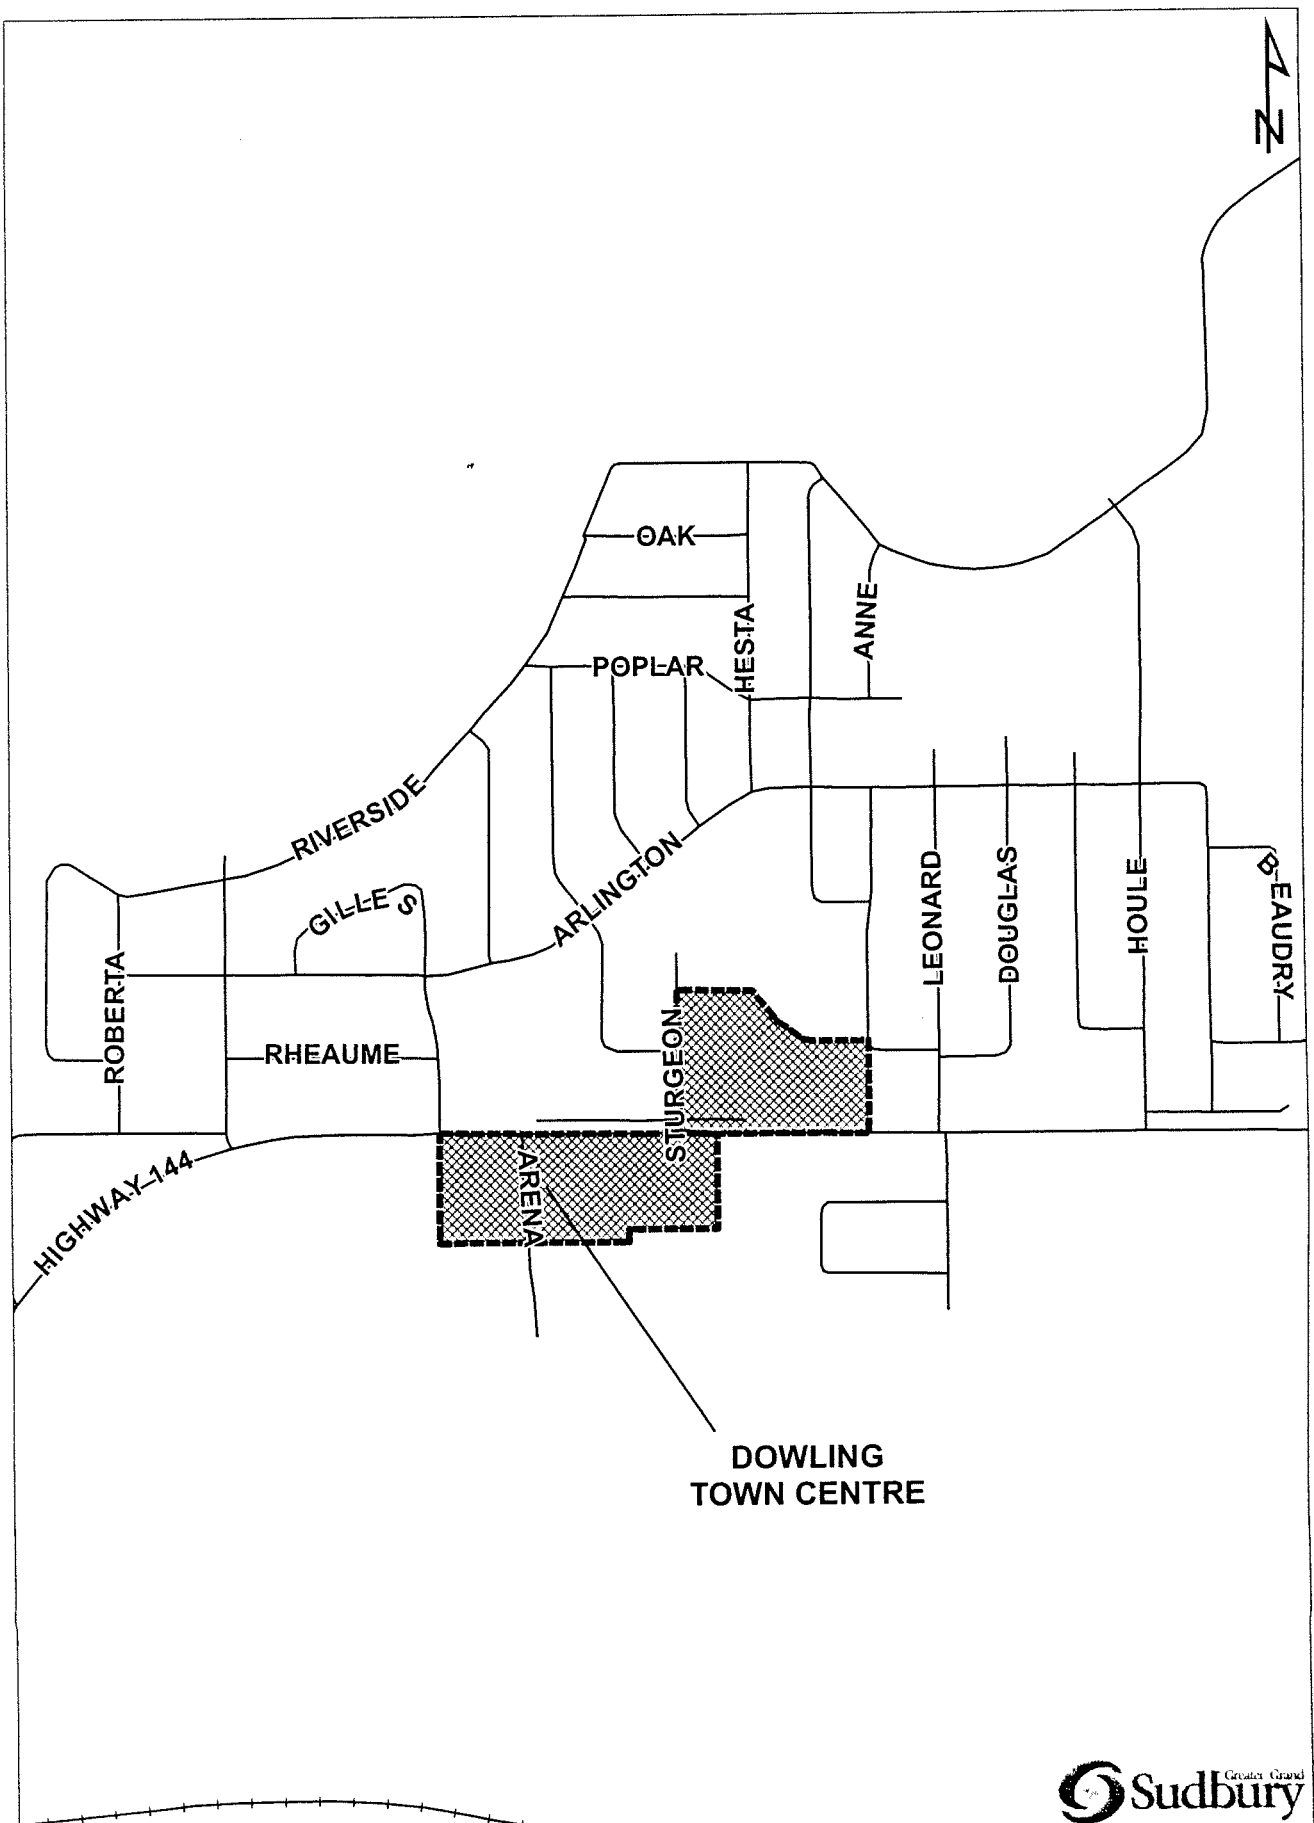 N
OAK
HESTA
ANNE
POPLAR
RIVERSIDE
GILLES
ARLINGTON
LEONARD
DOUGLAS
HOULE
BEAUDRY
ROBERTA
RHEAUME
STURGEON
HIGHWAY 144
ARENA
DOWLING
TOWN CENTRE
Greater Grand
Sudbury